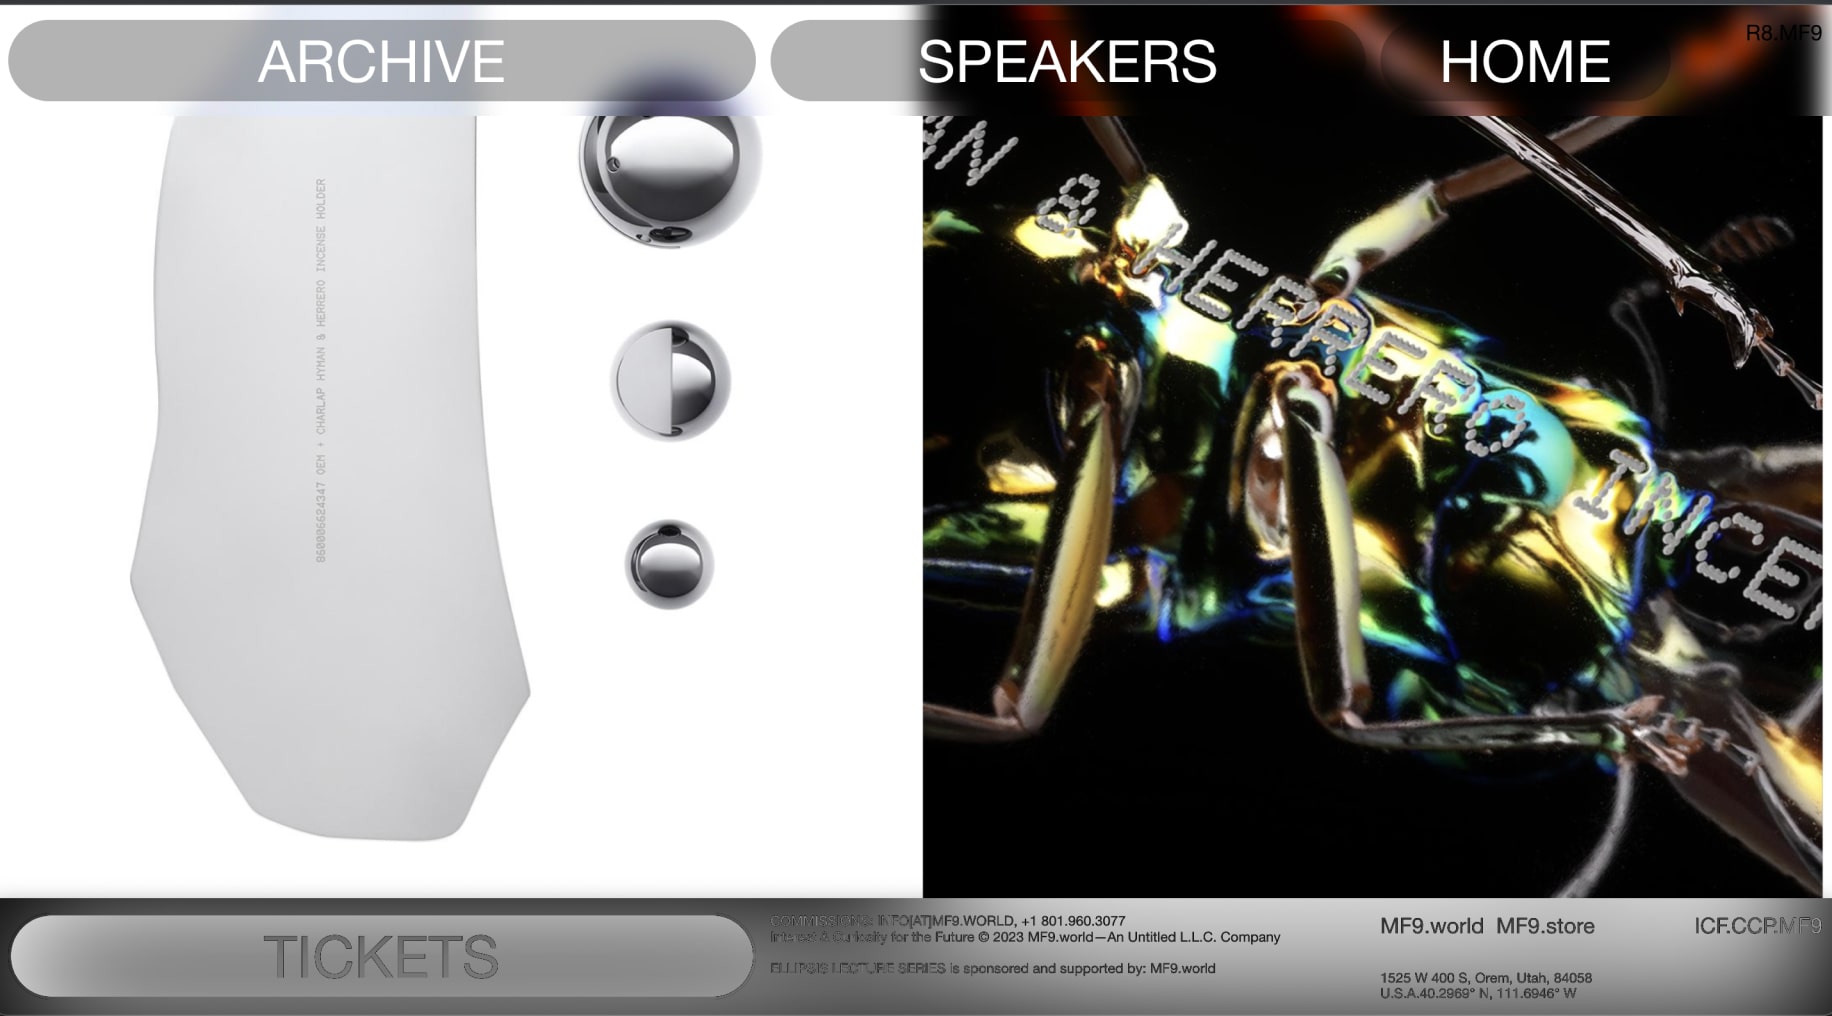 ARCHIVE
SPEAKERS
HOME
R8.MF9
860006624347 OEM + CHARLAP HYMAN & HERRERO INCENSE HOLDER
& HERRERO INCE
TICKETS
COMMISSIONS: INFO[AT]MF9.WORLD, +1 801.960.3077
Interest & Curiosity for the Future © 2023 MF9.world—An Untitled L.L.C. Company
ELLIPSIS LECTURE SERIES is sponsored and supported by: MF9.world
MF9.world MF9.store
1525 W 400 S, Orem, Utah, 84058
U.S.A.40.2969° N, 111.6946° W
ICF.CCP.MF9